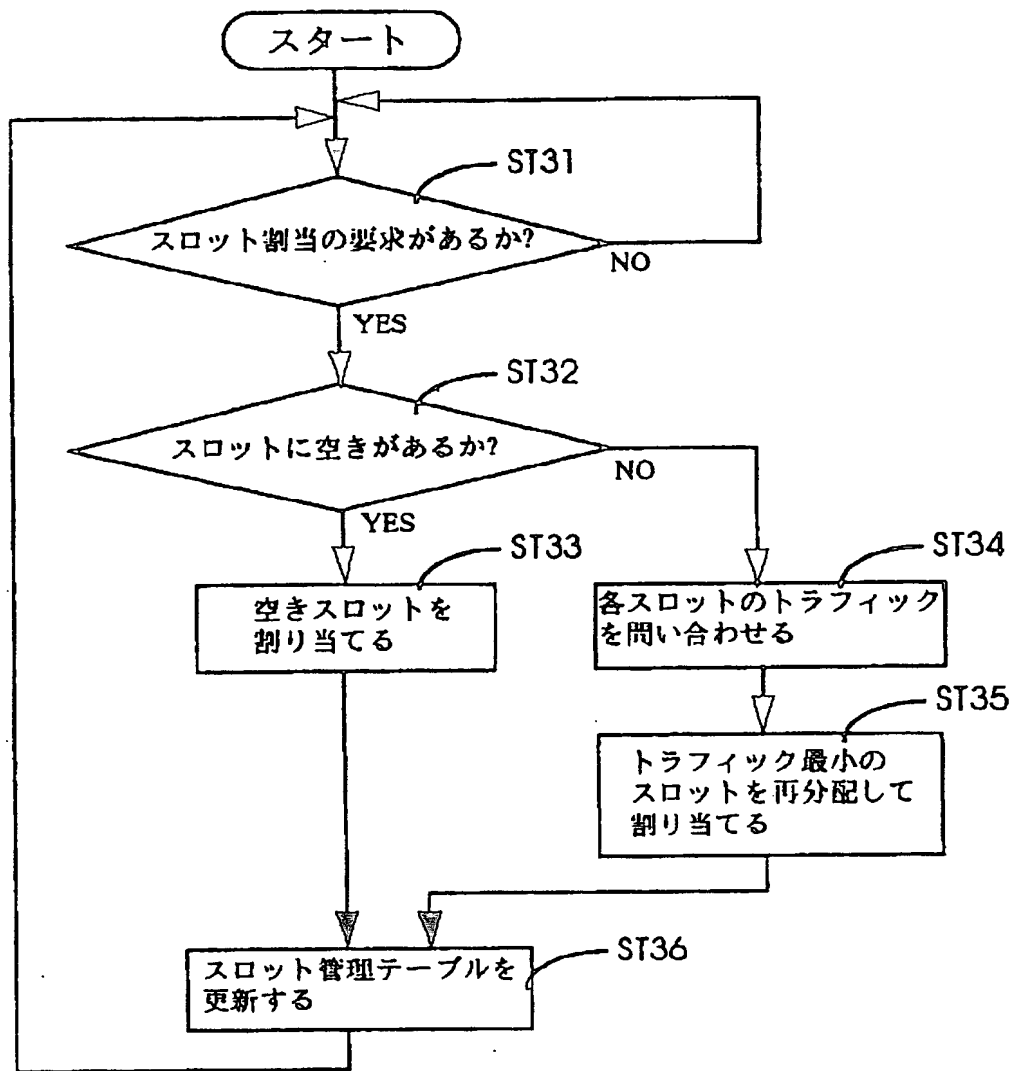 スタート
ST31
スロット割当の要求があるか?
NO
YES
ST32
スロットに空きがあるか?
NO
YES
ST33
空きスロットを
割り当てる
ST34
各スロットのトラフィック
を問い合わせる
ST35
トラフィック最小の
スロットを再分配して
割り当てる
ST36
スロット管理テーブルを
更新する